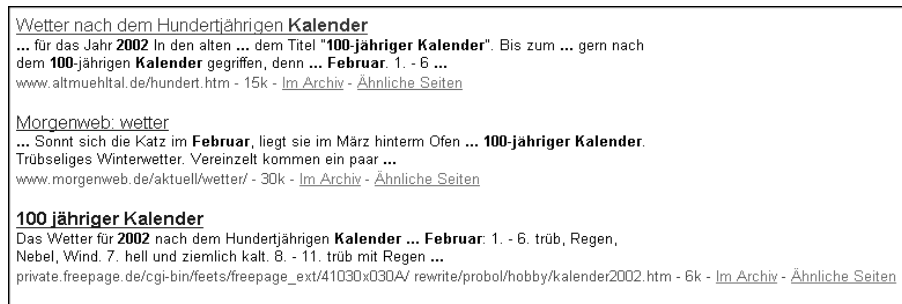 Wetter nach dem Hundertjährigen Kalender
... für das Jahr 2002 In den alten ... dem Titel "100-jähriger Kalender". Bis zum ... gern nach
dem 100-jährigen Kalender gegriffen, denn ... Februar. 1. - 6 ...
www.altmuehltal.de/hundert.htm - 15k - Im Archiv - Ähnliche Seiten
Morgenweb: wetter
... Sonnt sich die Katz im Februar, liegt sie im März hinterm Ofen ... 100-jähriger Kalender.
Trübseliges Winterwetter. Vereinzelt kommen ein paar ...
www.morgenweb.de/aktuell/wetter/ - 30k - Im Archiv - Ähnliche Seiten
100 jähriger Kalender
Das Wetter für 2002 nach dem Hundertjährigen Kalender ... Februar: 1. - 6. trüb, Regen,
Nebel, Wind. 7. hell und ziemlich kalt. 8. - 11. trüb mit Regen ...
private.freepage.de/cgi-bin/feets/freepage_ext/41030x030A/ rewrite/probol/hobby/kalender2002.htm - 6k - Im Archiv - Ähnliche Seiten